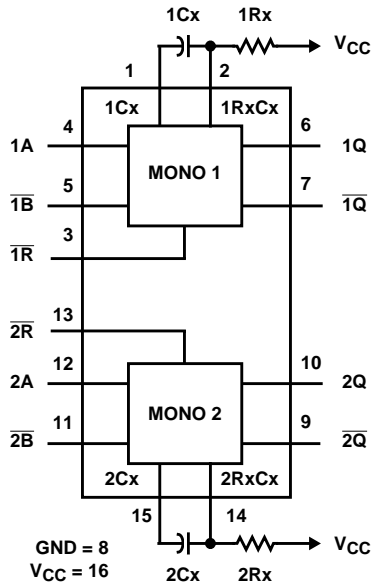 1Cx 1Rx
VCC
1 2
1Cx 1RxCx
4 6
1A MONO 1 1Q
5 7
1B 1Q
3
1R
13
2R
12 10
2A 2Q
MONO 2
11 9
2B 2Q
2Cx 2RxCx
15 14
GND = 8
VCC = 16
VCC
2Cx 2Rx